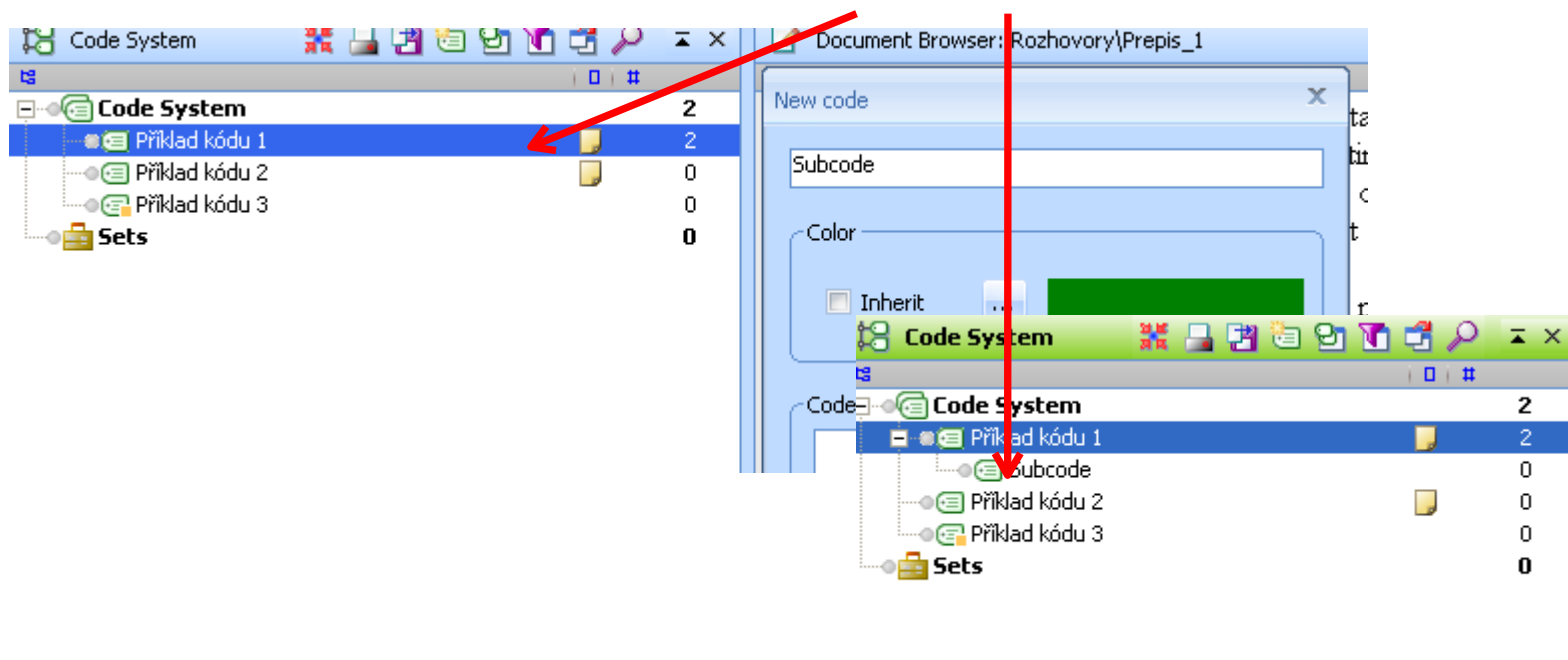 Code System
#
Code System 2
Příklad kódu 1 2
Příklad kódu 2 0
Příklad kódu 3 0
Sets 0
Document Browser: Rozhovory\Prepis_1
New code
Subcode
Color
Inherit
...
Code
Code System
#
Code System 2
Příklad kódu 1 2
Subcode 0
Příklad kódu 2 0
Příklad kódu 3 0
Sets 0